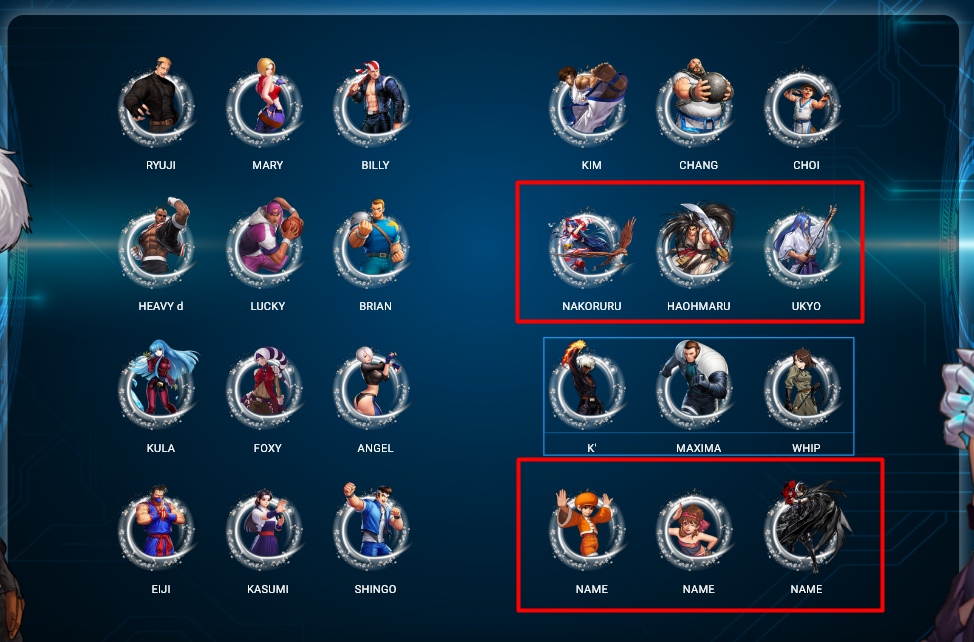 RYUJI MARY BILLY KIM CHANG CHOI
HEAVY d LUCKY BRIAN NAKORURU HAOHMARU UKYO
KULA FOXY ANGEL K' MAXIMA WHIP
EIJI KASUMI SHINGO NAME NAME NAME